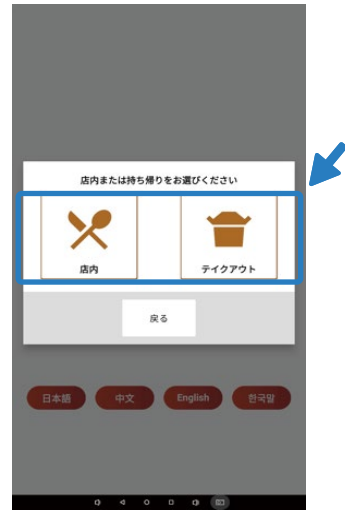 店内または持ち帰りをお選びください
店内
テイクアウト
戻る
日本語
中文
English
한국말